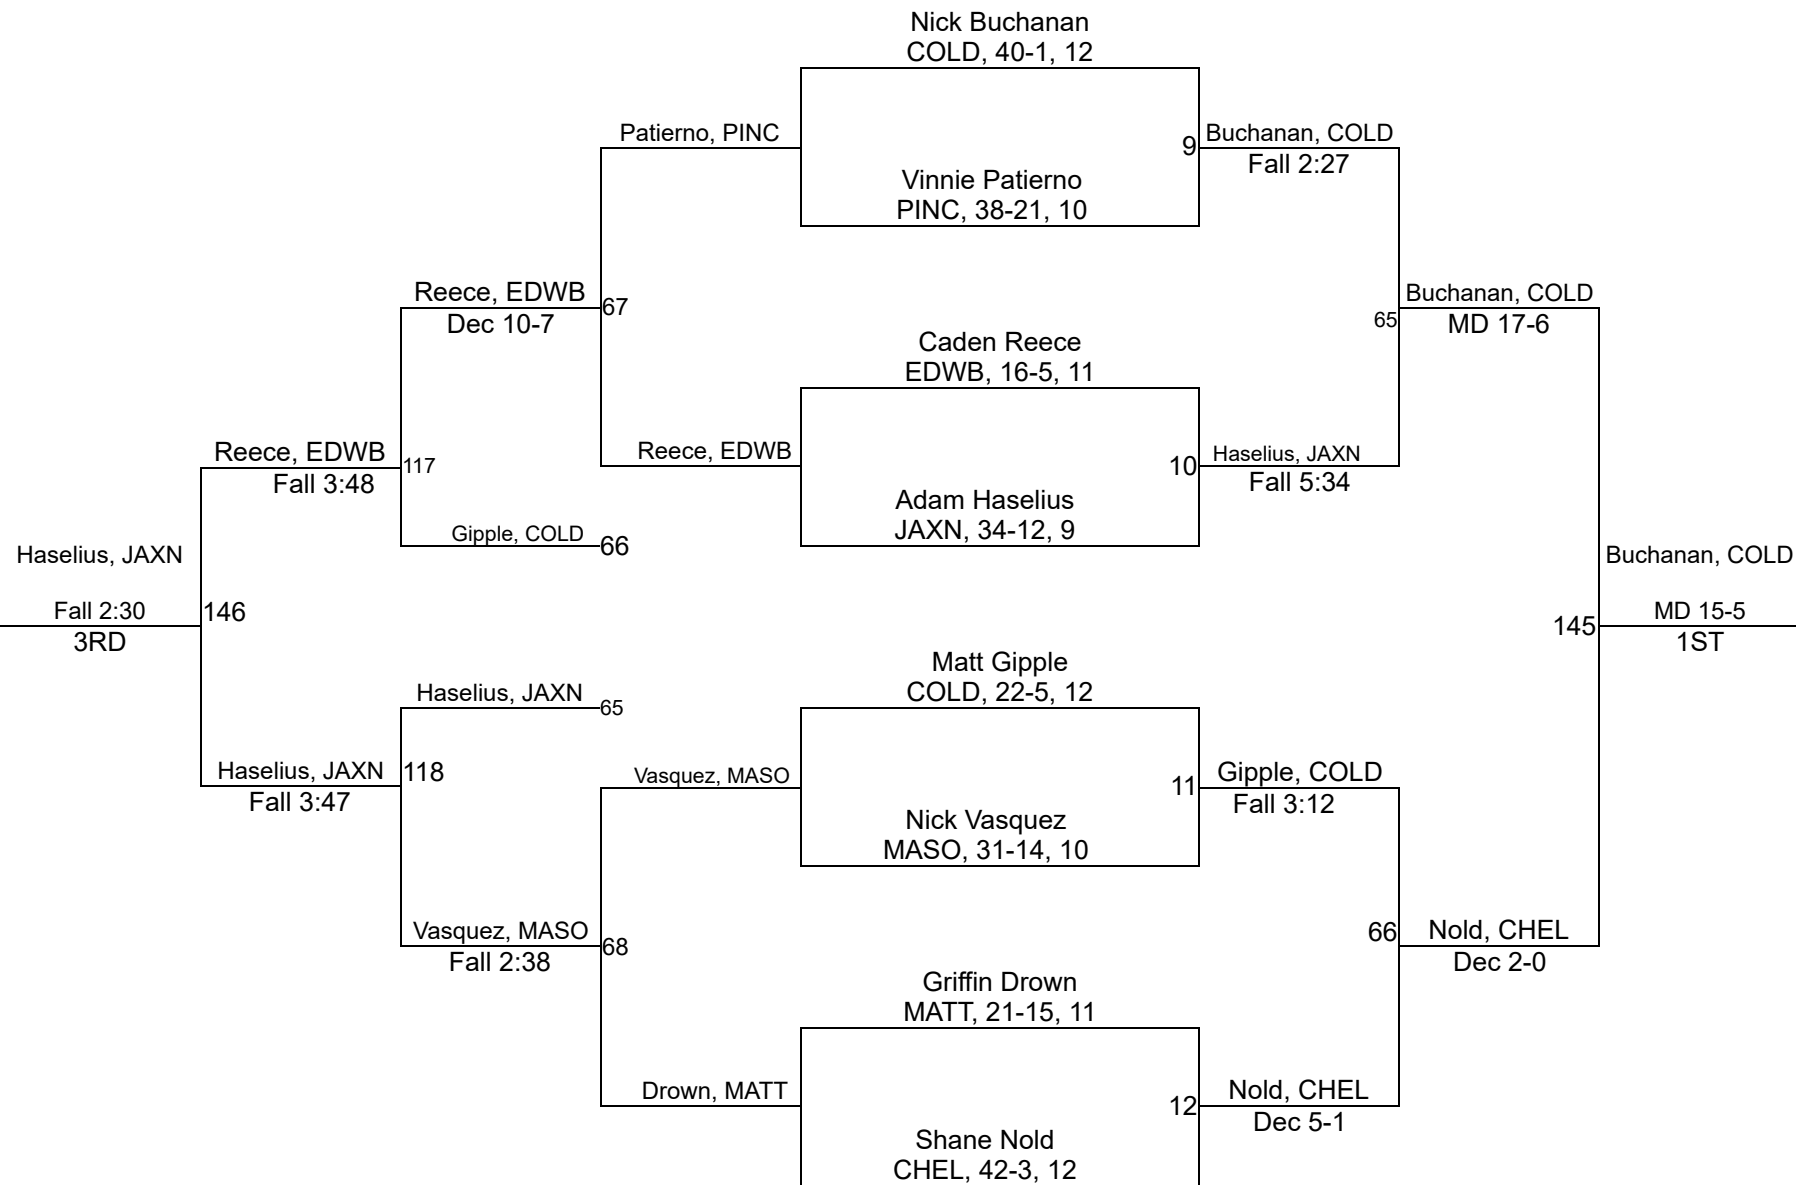 Nick Buchanan
COLD, 40-1, 12
Patierno, PINC
9
Buchanan, COLD
Fall 2:27
Vinnie Patierno
PINC, 38-21, 10
Reece, EDWB
Dec 10-7
67
Buchanan, COLD
MD 17-6
65
Caden Reece
EDWB, 16-5, 11
Reece, EDWB
Fall 3:48
117
Reece, EDWB
10
Haselius, JAXN
Fall 5:34
Adam Haselius
JAXN, 34-12, 9
Gipple, COLD
66
Haselius, JAXN
Fall 2:30
3RD
146
Buchanan, COLD
MD 15-5
1ST
145
Matt Gipple
COLD, 22-5, 12
Haselius, JAXN
65
Haselius, JAXN
Fall 3:47
118
Vasquez, MASO
11
Gipple, COLD
Fall 3:12
Nick Vasquez
MASO, 31-14, 10
Vasquez, MASO
Fall 2:38
68
66
Nold, CHEL
Dec 2-0
Griffin Drown
MATT, 21-15, 11
Drown, MATT
12
Nold, CHEL
Dec 5-1
Shane Nold
CHEL, 42-3, 12